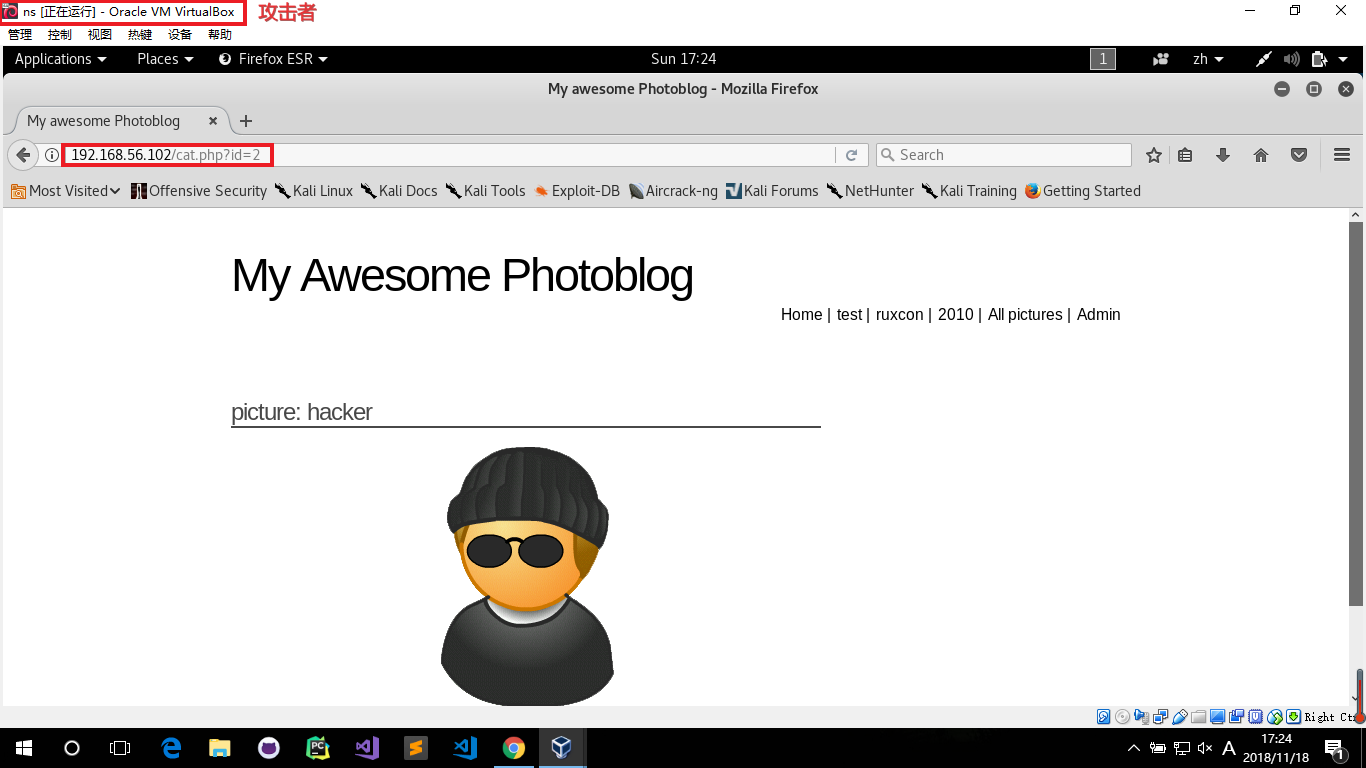 ns [正在运行] - Oracle VM VirtualBox 攻击者
管理 控制 视图 热键 设备 帮助
Applications Places Firefox ESR Sun 17:24 1 zh
My awesome Photoblog - Mozilla Firefox
My awesome Photoblog
192.168.56.102/cat.php?id=2 Search
Most Visited Offensive Security Kali Linux Kali Docs Kali Tools Exploit-DB Aircrack-ng Kali Forums NetHunter Kali Training Getting Started
My Awesome Photoblog
Home | test | ruxcon | 2010 | All pictures | Admin
picture: hacker
Right Ctr
PC A 17:24
2018/11/18 1